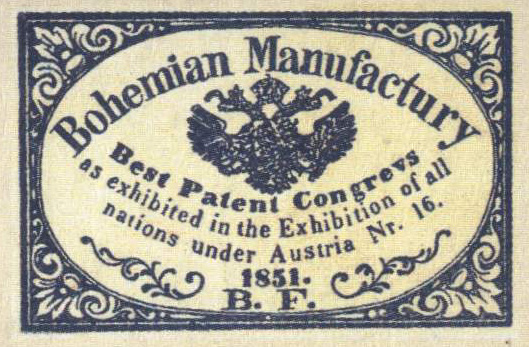 Bohemian Manufactury
Best Patent Congrevs
as exhibited in the Exhibition of all
nations under Austria Nr. 16.
1851.
B. F.